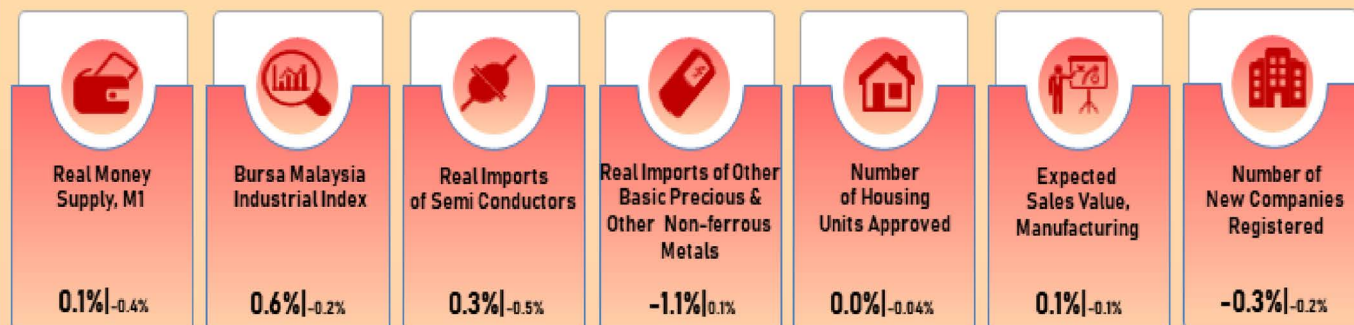 Real Money
Supply, M1
0.1%|-0.4%
Bursa Malaysia
Industrial Index
0.6%|-0.2%
Real Imports
of Semi Conductors
0.3%|-0.5%
Real Imports of Other
Basic Precious &
Other Non-ferrous
Metals
-1.1%|0.1%
Number
of Housing
Units Approved
0.0%|-0.04%
Expected
Sales Value,
Manufacturing
0.1%|-0.1%
Number of
New Companies
Registered
-0.3%|-0.2%